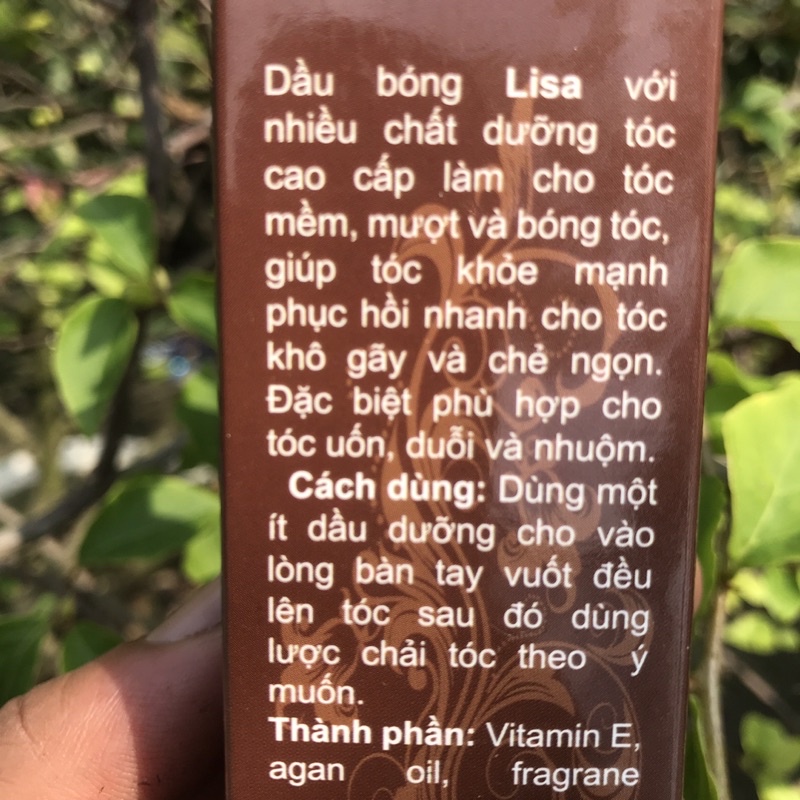 Dầu bóng Lisa với
nhiều chất dưỡng tóc
cao cấp làm cho tóc
mềm, mượt và bóng tóc,
giúp tóc khỏe mạnh
phục hồi nhanh cho tóc
khô gãy và chẻ ngọn.
Đặc biệt phù hợp cho
tóc uốn, duỗi và nhuộm.
Cách dùng: Dùng một
ít dầu dưỡng cho vào
lòng bàn tay vuốt đều
lên tóc sau đó dùng
lược chải tóc theo ý
muốn.
Thành phần: Vitamin E,
agan oil, fragrane